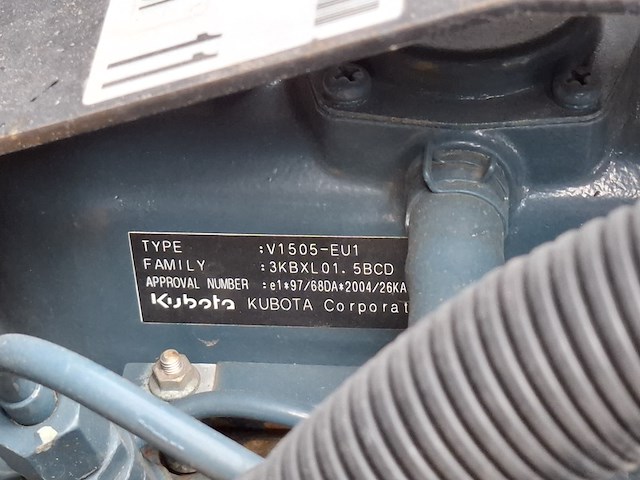 TYPE :V1505-EU1
FAMILY :3KBXL01.5BCD
APPROVAL NUMBER :e1*97/68DA*2004/26KA
Kubota KUBOTA Corporat